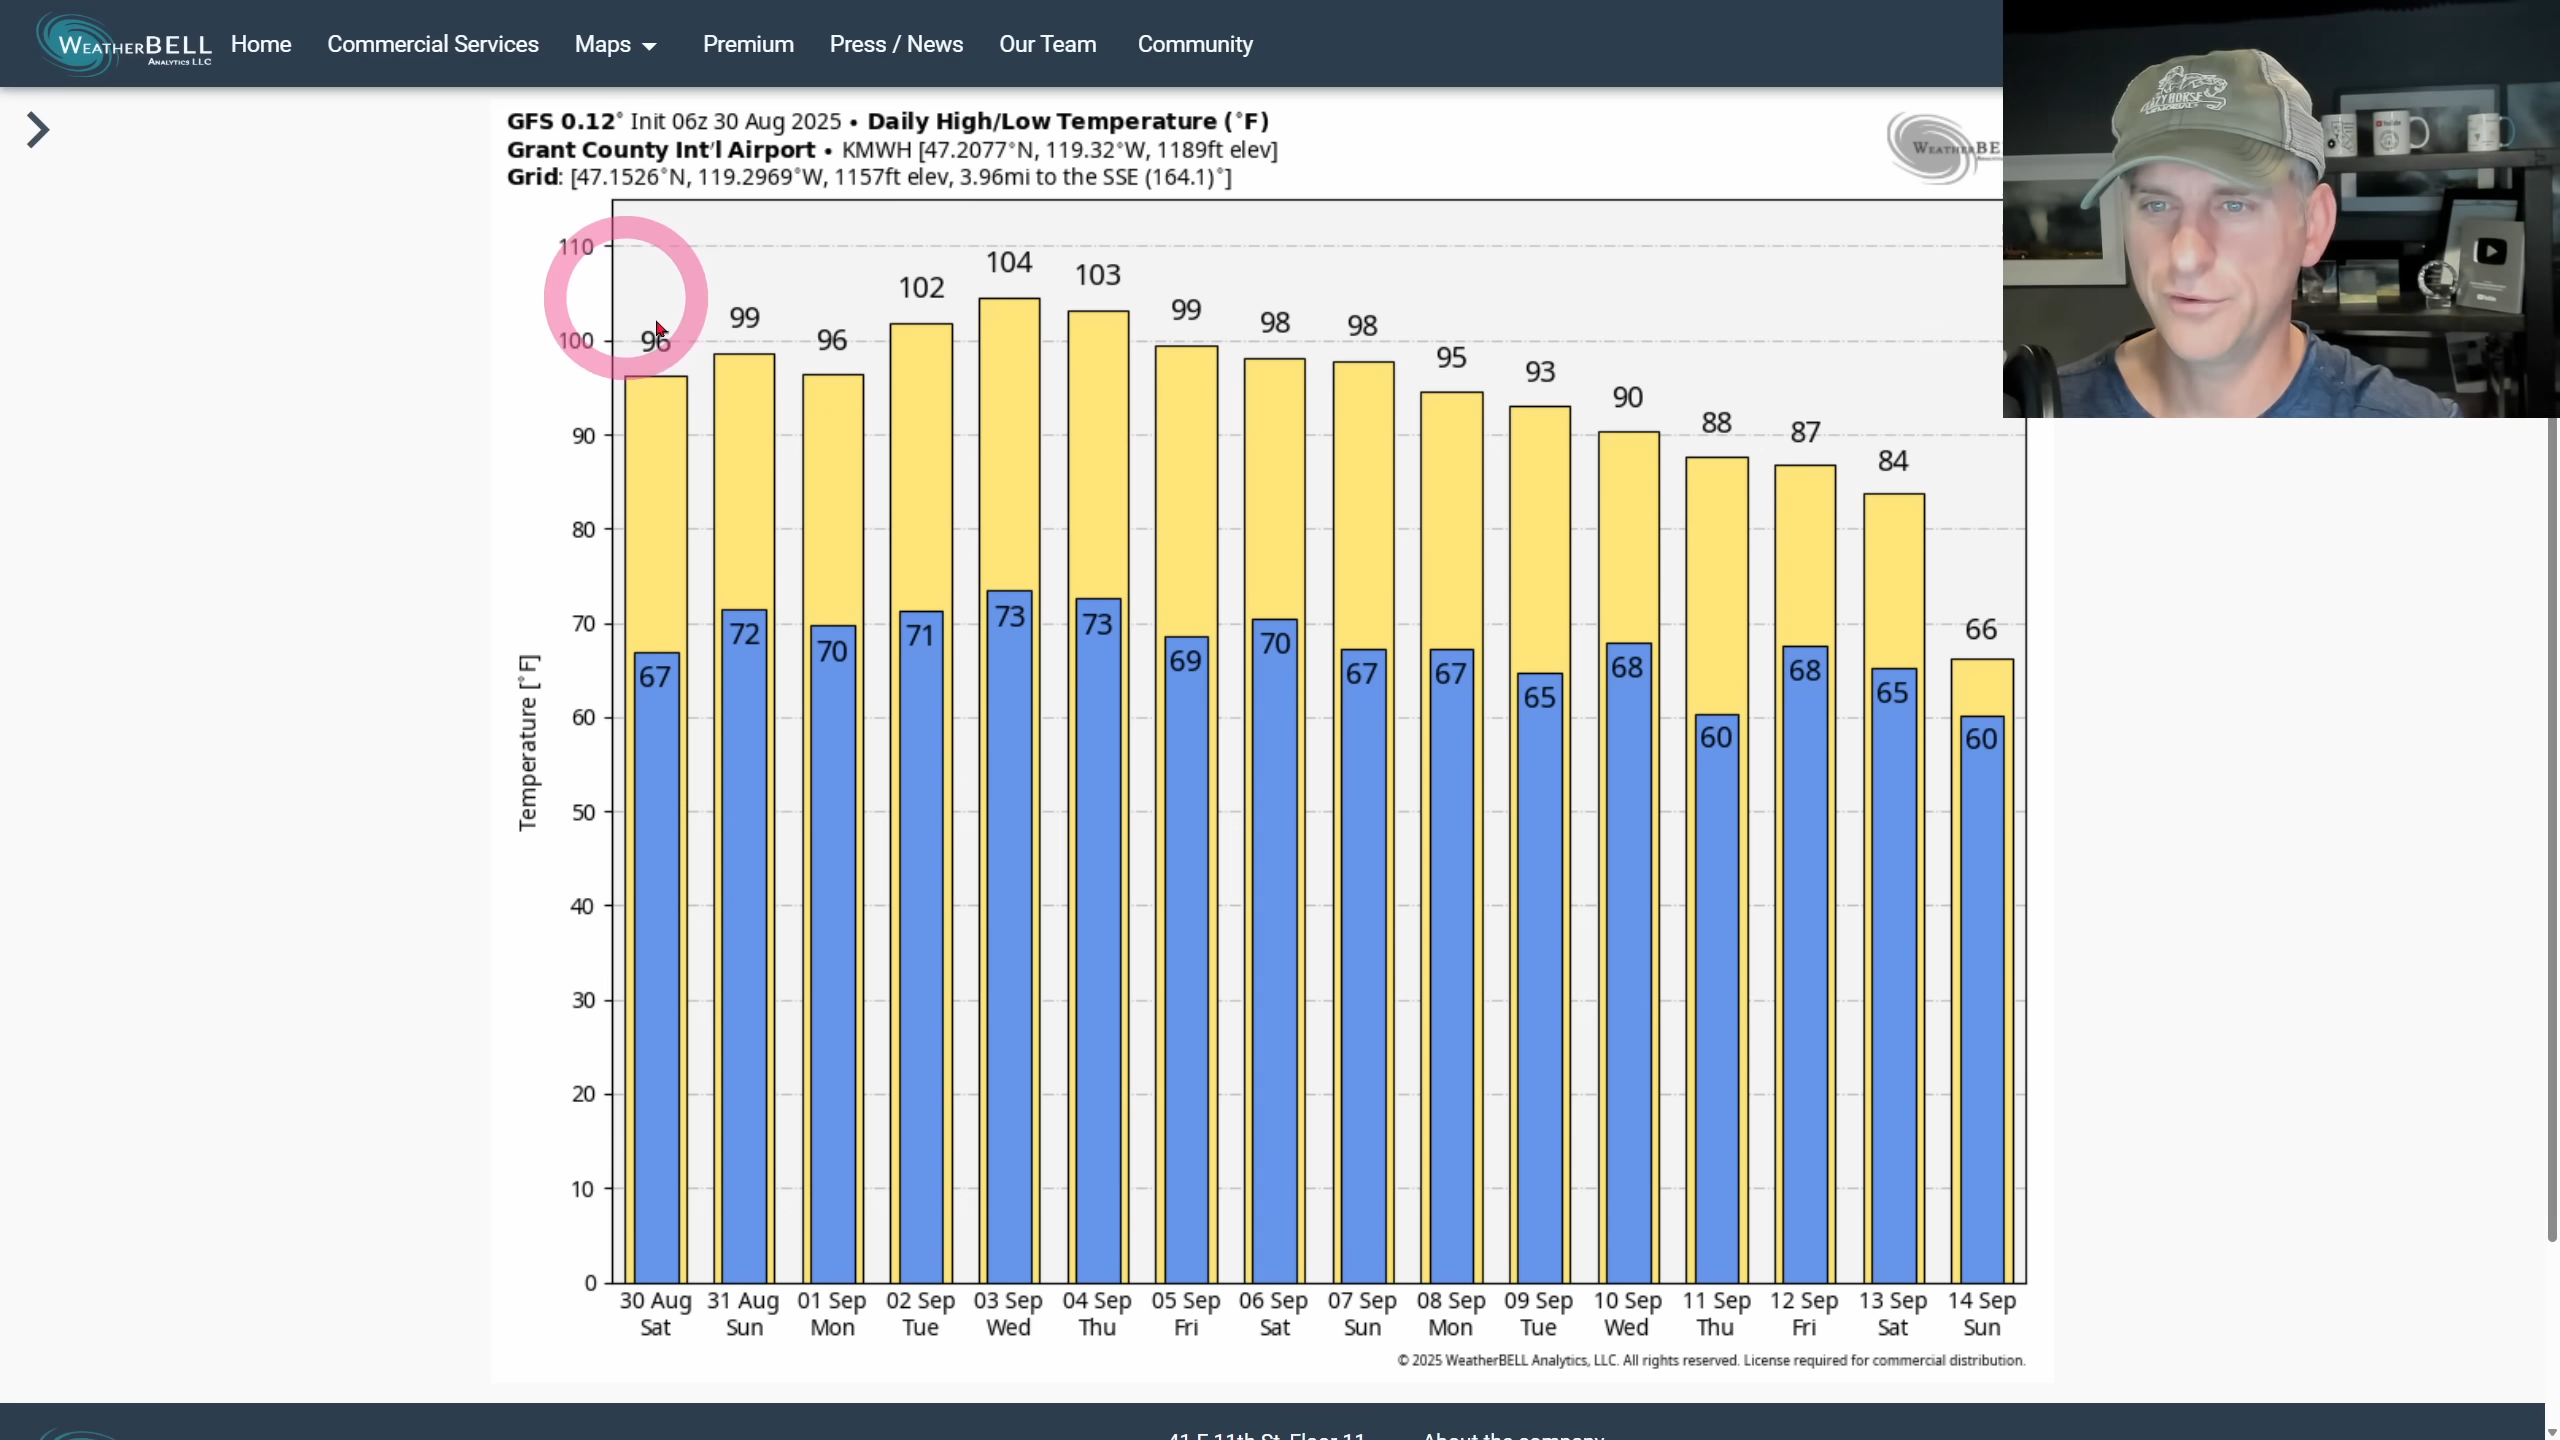 WEATHERBELL
ANALYTICS LLC
Home
Commercial Services
Maps
Premium
Press / News
Our Team
Community
GFS 0.12° Init 06z 30 Aug 2025 • Daily High/Low Temperature (°F)
Grant County Int'l Airport • KMWH [47.2077°N, 119.32°W, 1189ft elev]
Grid: [47.1526°N, 119.2969°W, 1157ft elev, 3.96mi to the SSE (164.1)°]
110
100
90
80
70
60
50
40
30
20
10
0
Temperature [°F]
96 99 96 102 104 103 99 98 98 95 93 90 88 87 84 66
67 72 70 71 73 73 69 70 67 67 65 68 60 68 65 60
30 Aug 31 Aug 01 Sep 02 Sep 03 Sep 04 Sep 05 Sep 06 Sep 07 Sep 08 Sep 09 Sep 10 Sep 11 Sep 12 Sep 13 Sep 14 Sep
Sat Sun Mon Tue Wed Thu Fri Sat Sun Mon Tue Wed Thu Fri Sat Sun
© 2025 WeatherBELL Analytics, LLC. All rights reserved. License required for commercial distribution.
41 E 11th St, Floor 11
About the company